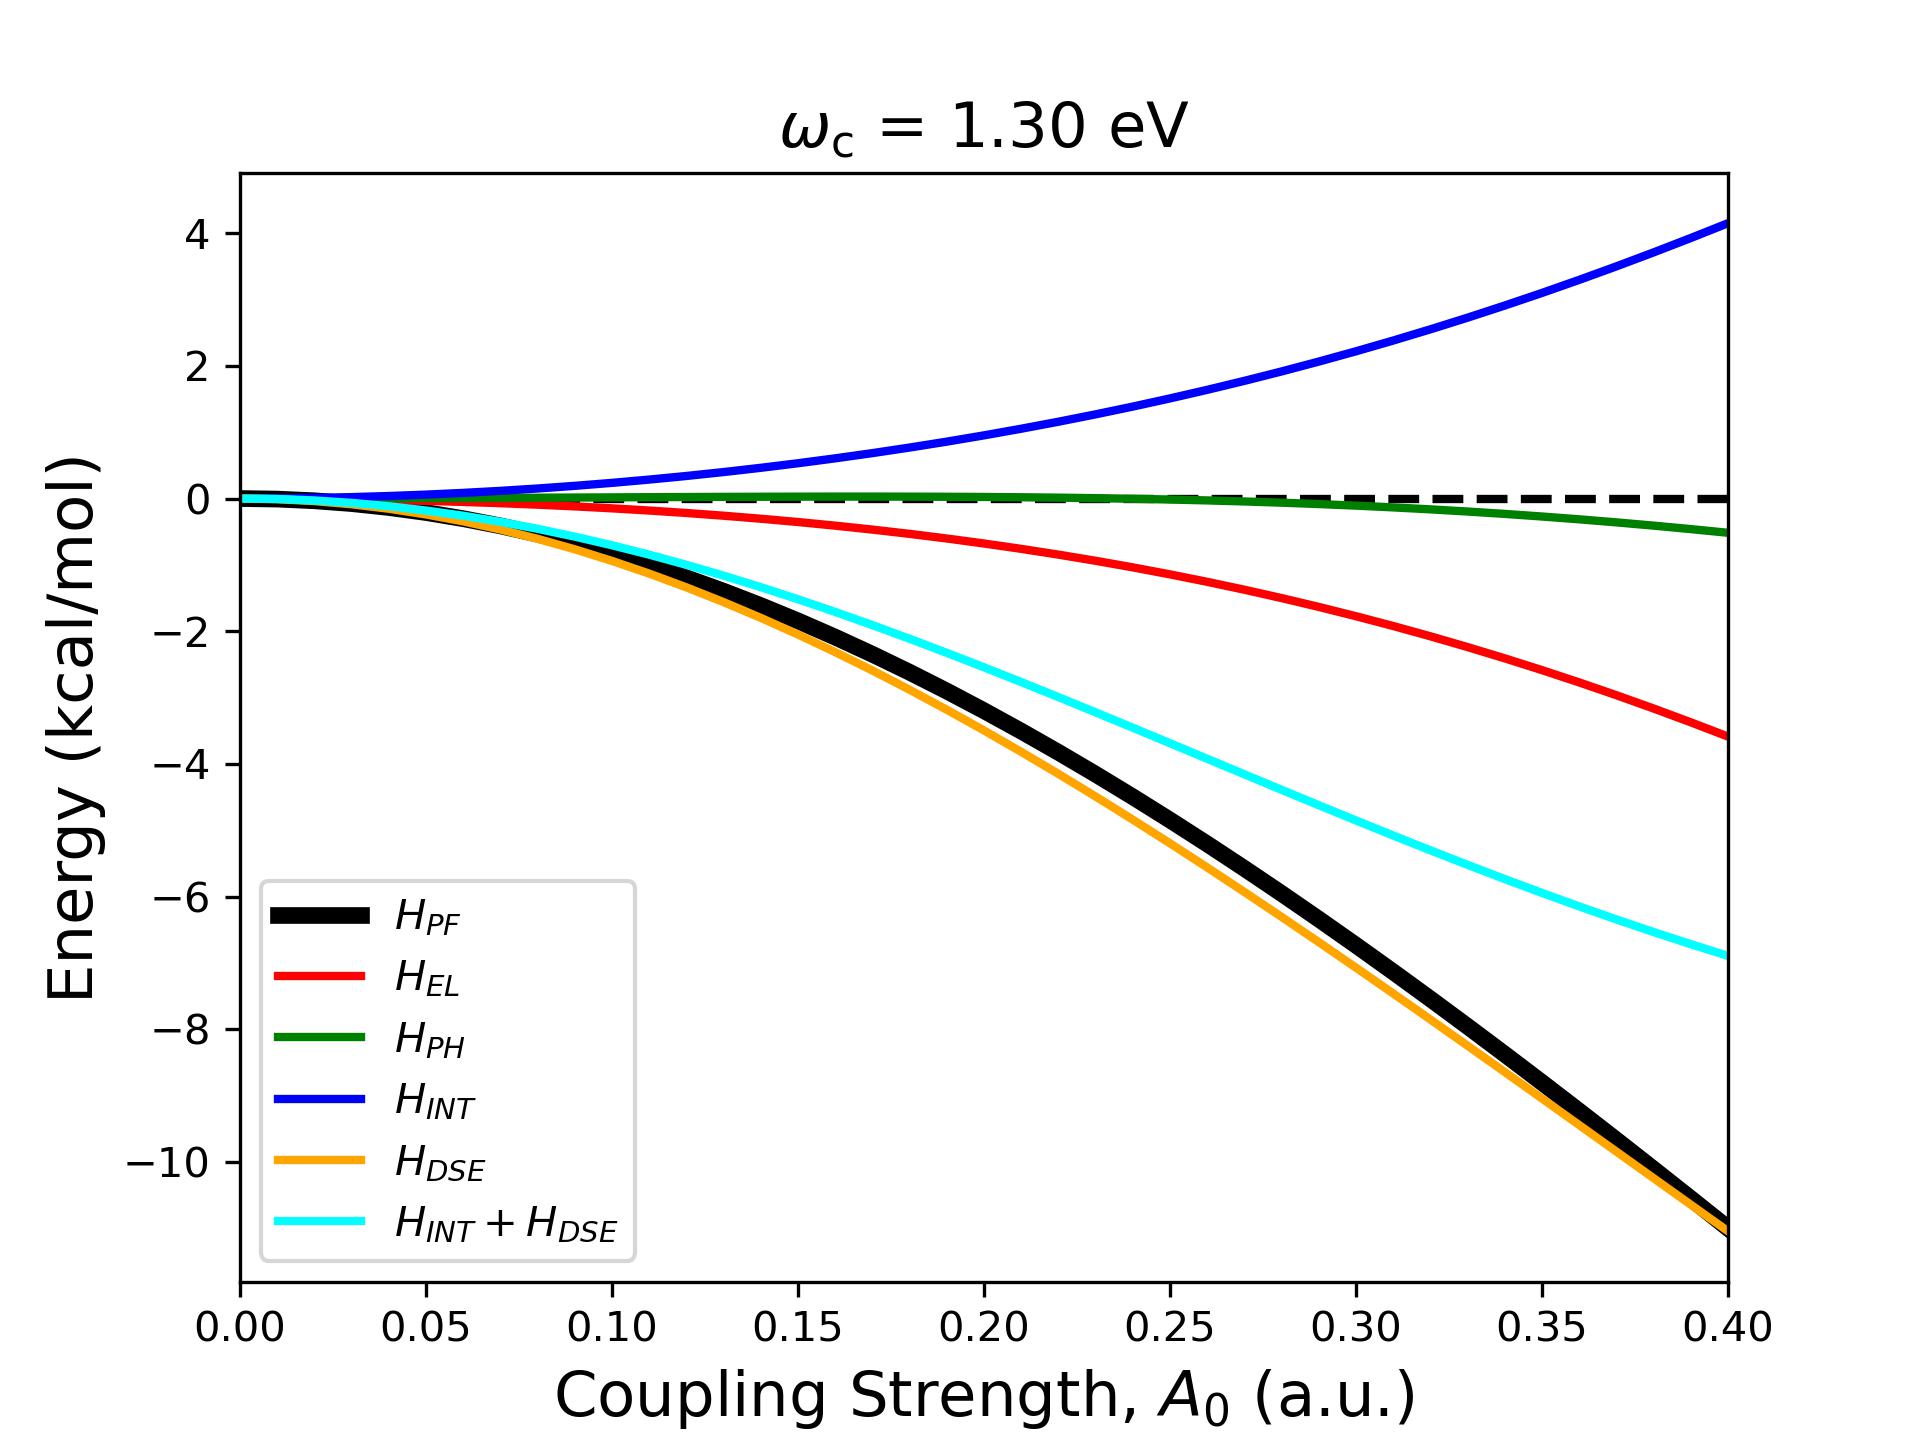 ω_c = 1.30 eV
Energy (kcal/mol)
4
2
0
−2
−4
−6
−8
−10
H_PF
H_EL
H_PH
H_INT
H_DSE
H_INT + H_DSE
0.00 0.05 0.10 0.15 0.20 0.25 0.30 0.35 0.40
Coupling Strength, A_0 (a.u.)